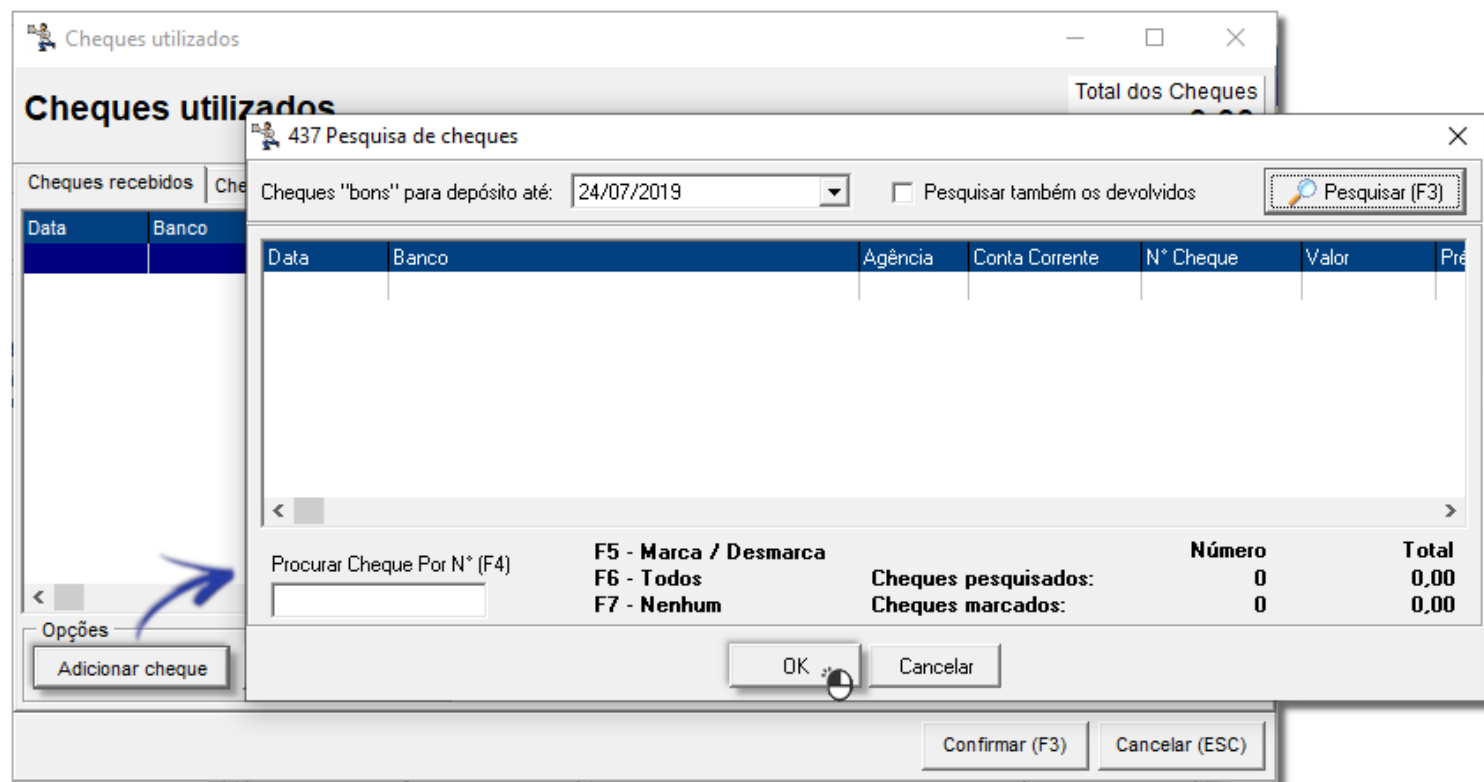 Cheques utilizados
Cheques utilizados
Total dos Cheques
437 Pesquisa de cheques
Cheques recebidos
Che
Cheques "bons" para depósito até: 24/07/2019 Pesquisar também os devolvidos Pesquisar (F3)
Data Banco
Data Banco Agência Conta Corrente N° Cheque Valor Pré
Procurar Cheque Por N° (F4)
F5 - Marca / Desmarca Número Total
F6 - Todos Cheques pesquisados: 0 0,00
F7 - Nenhum Cheques marcados: 0 0,00
Opções
Adicionar cheque
OK Cancelar
Confirmar (F3) Cancelar (ESC)